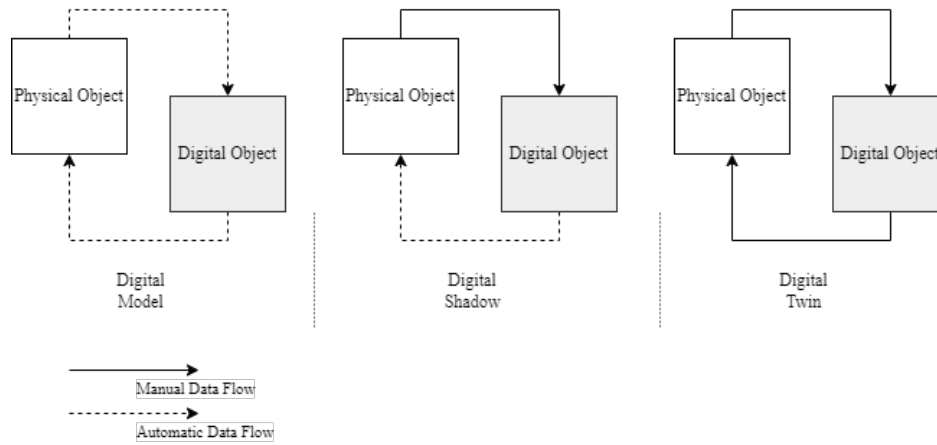 Physical Object
Digital Object
Physical Object
Digital Object
Physical Object
Digital Object
Digital
Model
Digital
Shadow
Digital
Twin
Manual Data Flow
Automatic Data Flow